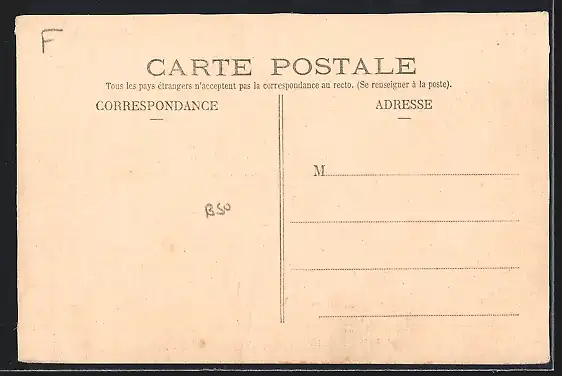 F
CARTE POSTALE
Tous les pays étrangers n'acceptent pas la correspondance au recto. (Se renseigner à la poste).
CORRESPONDANCE
ADRESSE
M
B50